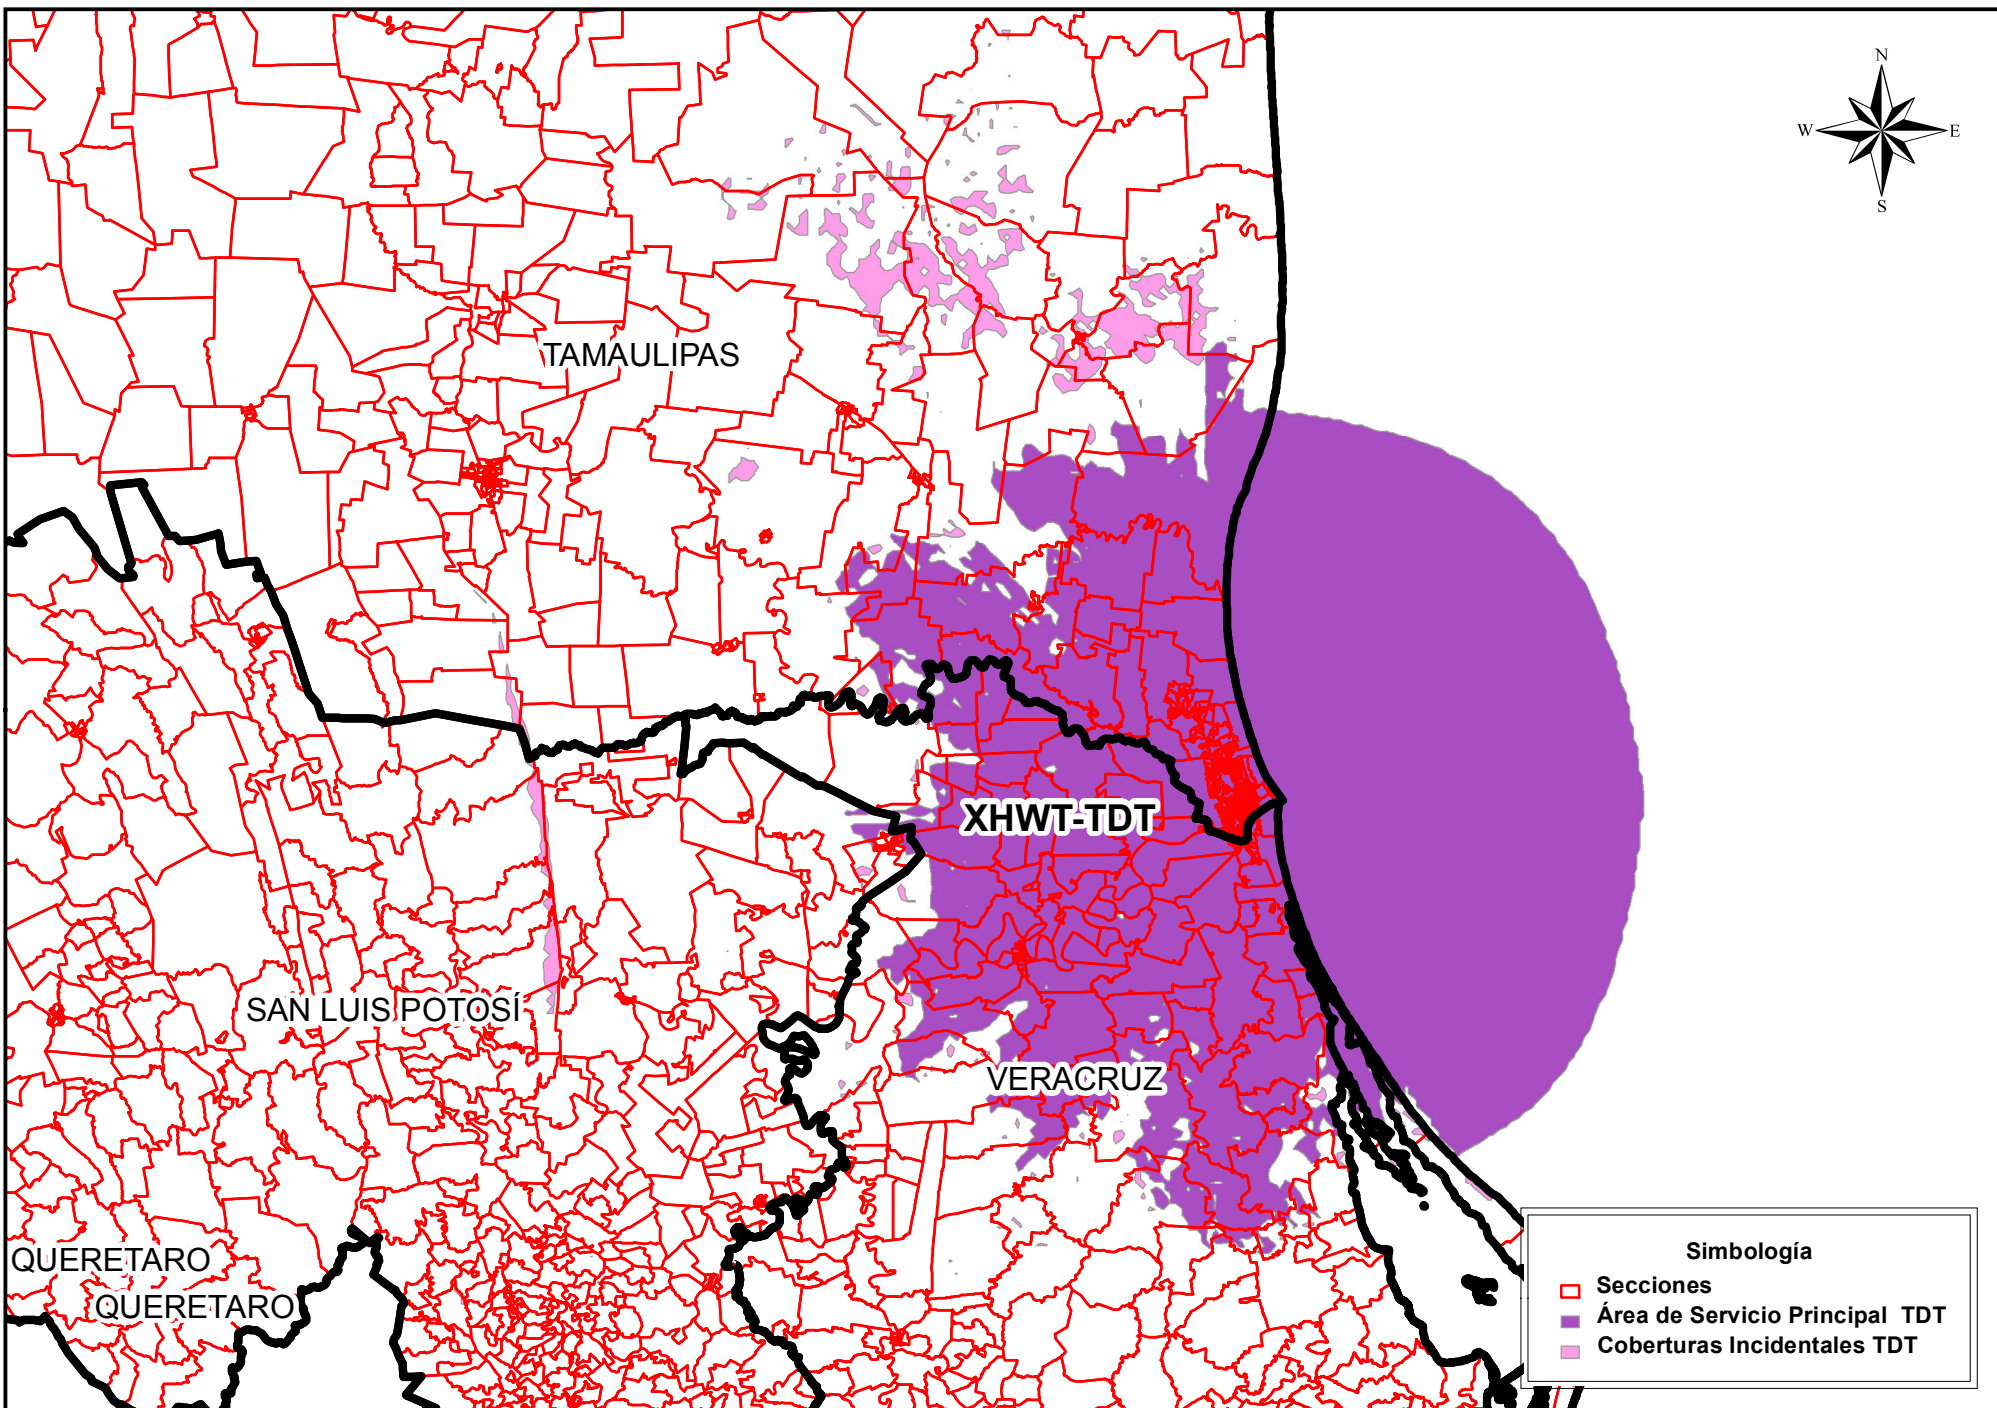 N
W E
S
TAMAULIPAS
XHWT-TDT
SAN LUIS POTOSÍ
VERACRUZ
QUERETARO
QUERETARO
Simbología
Secciones
Área de Servicio Principal TDT
Coberturas Incidentales TDT